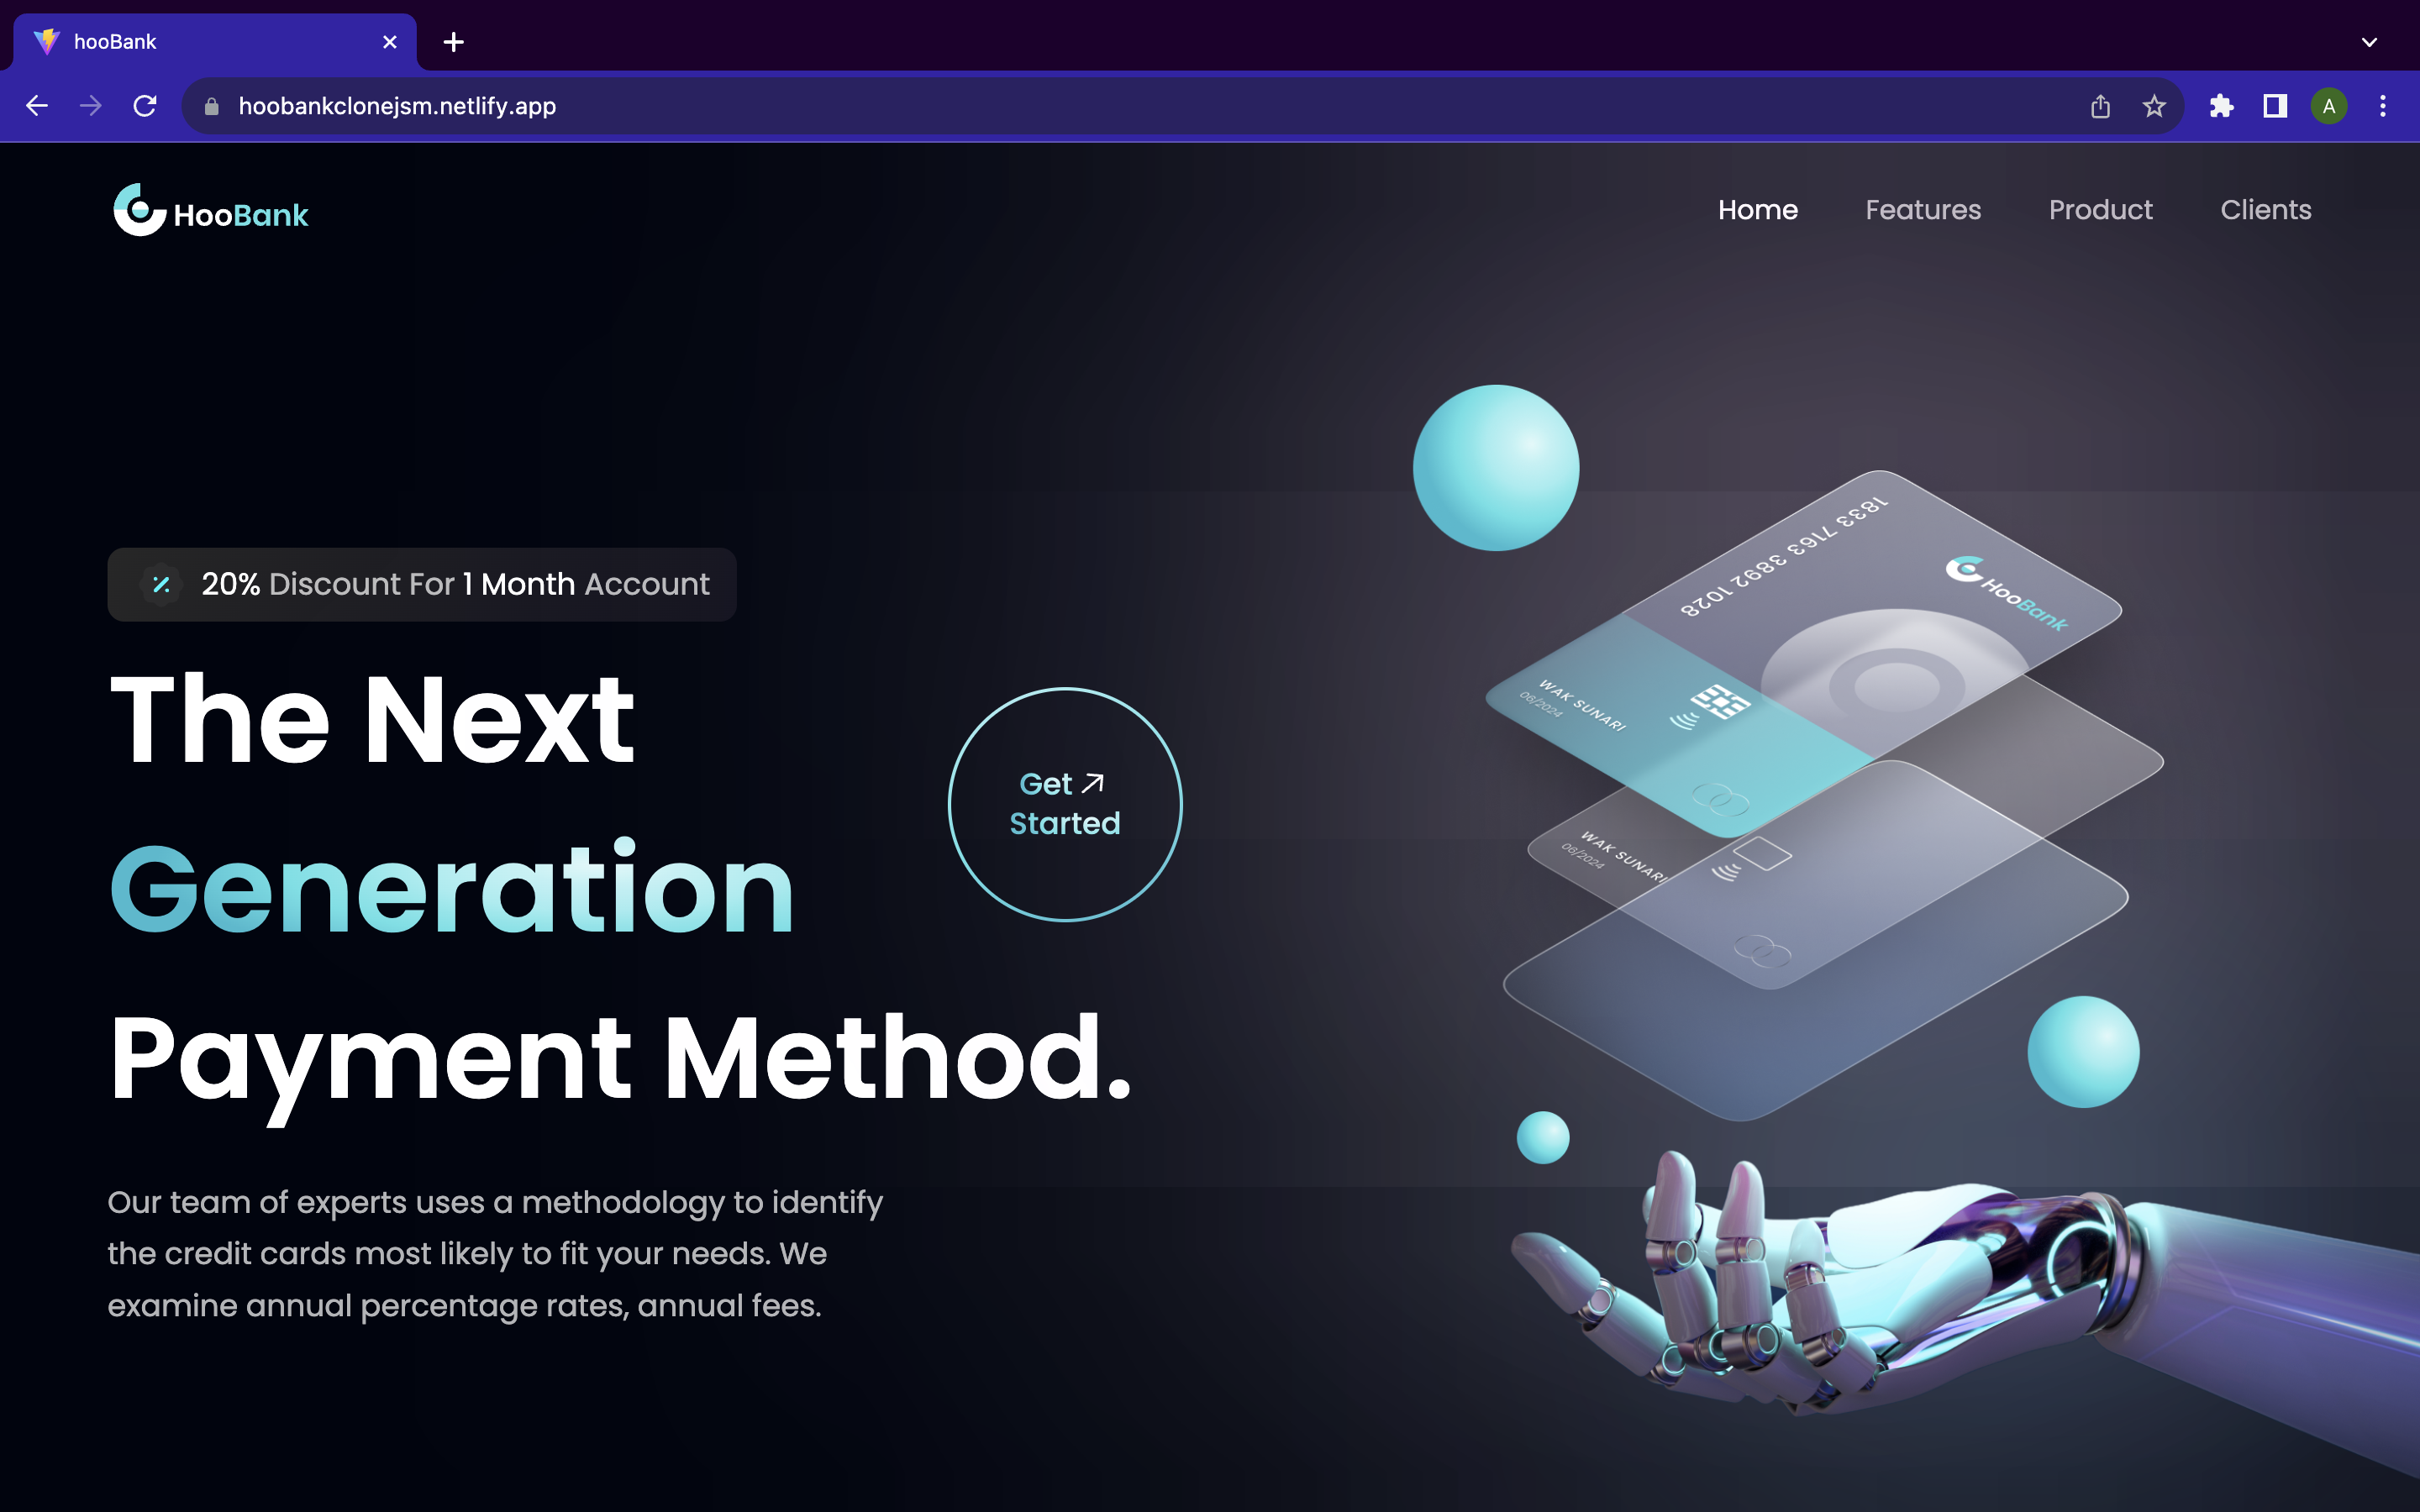 hooBank
hoobankclonejsm.netlify.app
A
HooBank
Home Features Product Clients
20% Discount For 1 Month Account
The Next
Generation
Payment Method.
Get
Started
Our team of experts uses a methodology to identify
the credit cards most likely to fit your needs. We
examine annual percentage rates, annual fees.
1833 7163 3892 1028
HooBank
WAK SUNARI
06/2024
WAK SUNARI
06/2024